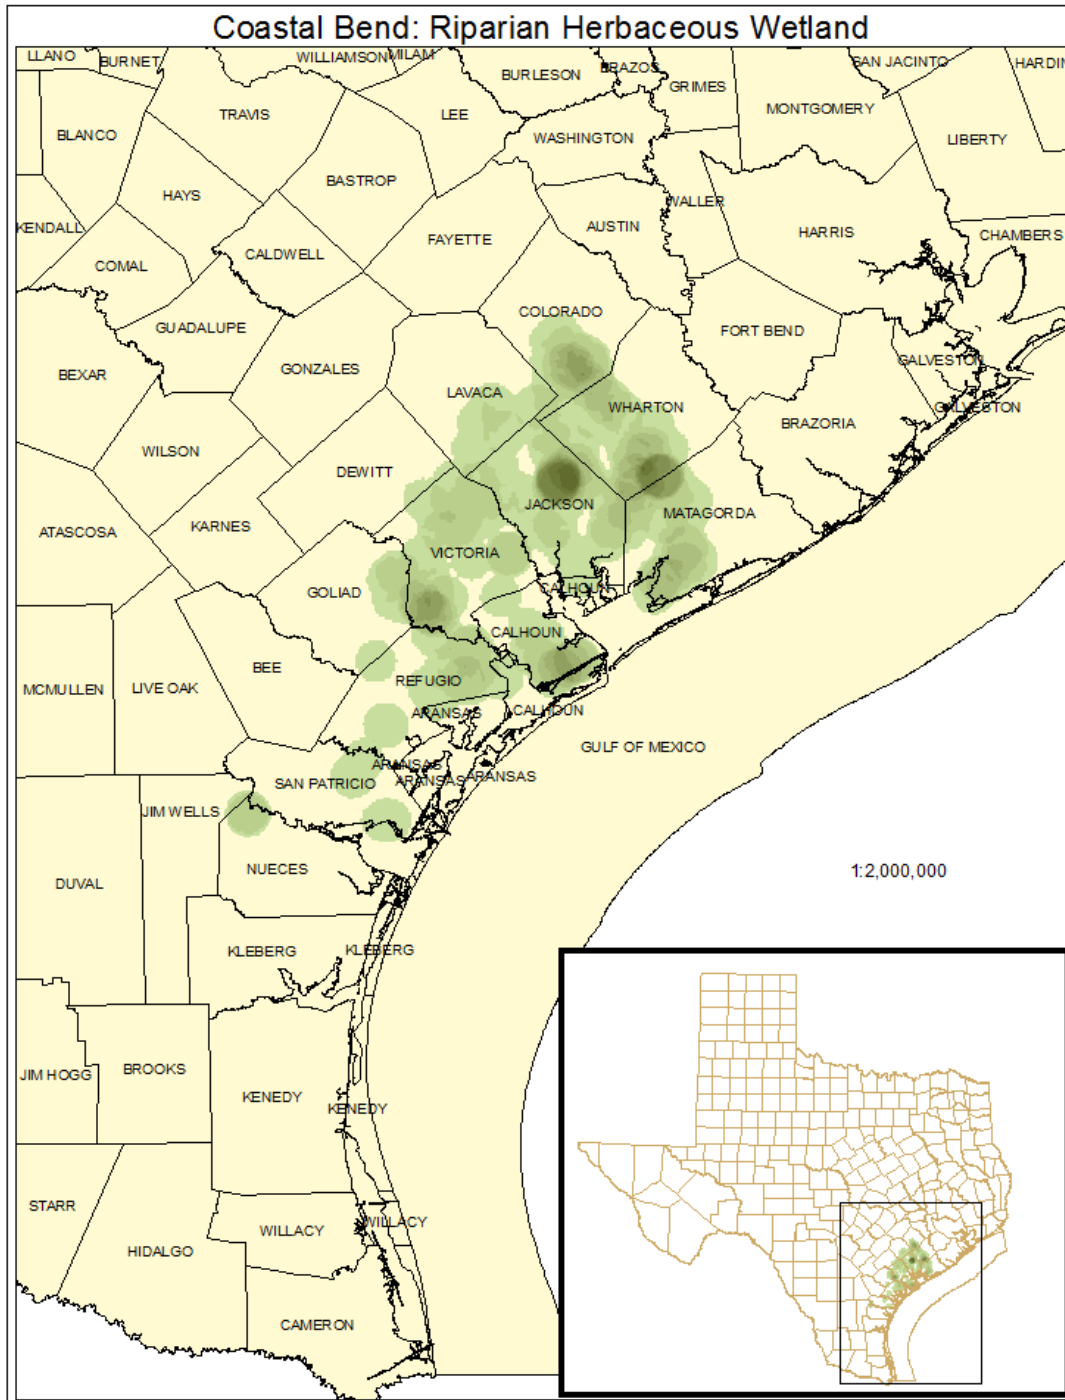 Coastal Bend: Riparian Herbaceous Wetland
LLANO
BURNET
WILLIAMSON
MILAM
BURLESON
BRAZOS
GRIMES
SAN JACINTO
HARDIN
BLANCO
TRAVIS
LEE
WASHINGTON
MONTGOMERY
LIBERTY
HAYS
BASTROP
WALLER
KENDALL
COMAL
CALDWELL
FAYETTE
AUSTIN
HARRIS
CHAMBERS
GUADALUPE
COLORADO
FORT BEND
BEXAR
GONZALES
LAVACA
WHARTON
GALVESTON
GALVESTON
BRAZORIA
WILSON
DEWITT
ATASCOSA
KARNES
JACKSON
MATAGORDA
VICTORIA
GOLIAD
CALHOUN
CALHOUN
BEE
REFUGIO
MCMULLEN
LIVE OAK
ARANSAS
CALHOUN
GULF OF MEXICO
ARANSAS
ARANSAS
ARANSAS
SAN PATRICIO
JIM WELLS
DUVAL
NUECES
1:2,000,000
KLEBERG
KLEBERG
JIM HOGG
BROOKS
KENEDY
KENEDY
STARR
HIDALGO
WILLACY
WILLACY
CAMERON